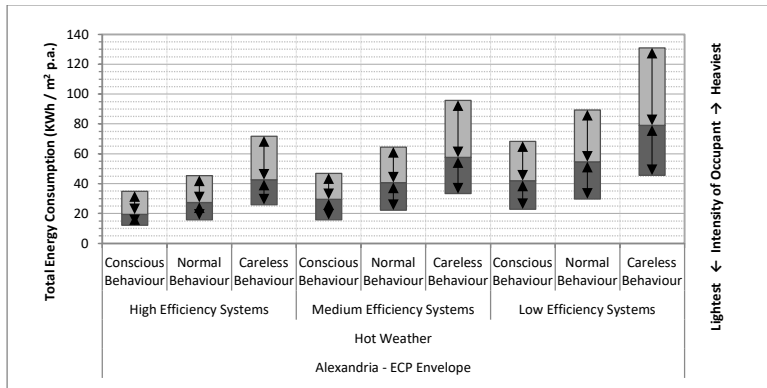 Total Energy Consumption (KWh / m² p.a.)
140
120
100
80
60
40
20
0
Conscious Behaviour
Normal Behaviour
Careless Behaviour
Conscious Behaviour
Normal Behaviour
Careless Behaviour
Conscious Behaviour
Normal Behaviour
Careless Behaviour
High Efficiency Systems
Medium Efficiency Systems
Low Efficiency Systems
Hot Weather
Alexandria - ECP Envelope
Lightest ← Intensity of Occupant → Heaviest